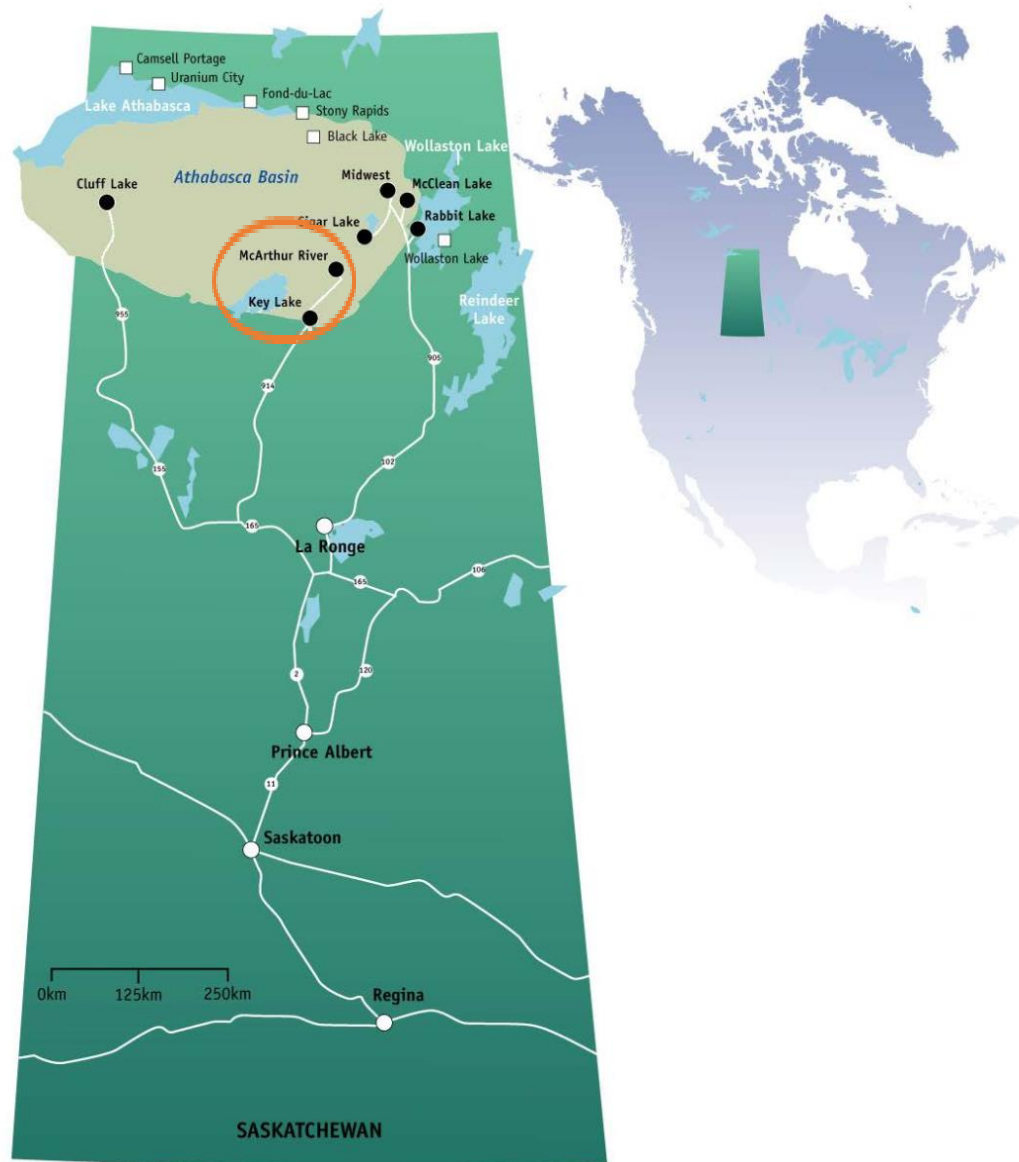 Camsell Portage
Uranium City
Fond-du-Lac
Lake Athabasca
Stony Rapids
Black Lake
Wollaston Lake
Athabasca Basin
Midwest
Cluff Lake
McClean Lake
Cigar Lake
Rabbit Lake
Wollaston Lake
McArthur River
Key Lake
Reindeer
Lake
955
905
914
102
155
165
La Ronge
165
106
2
120
Prince Albert
11
Saskatoon
0km
125km
250km
Regina
SASKATCHEWAN